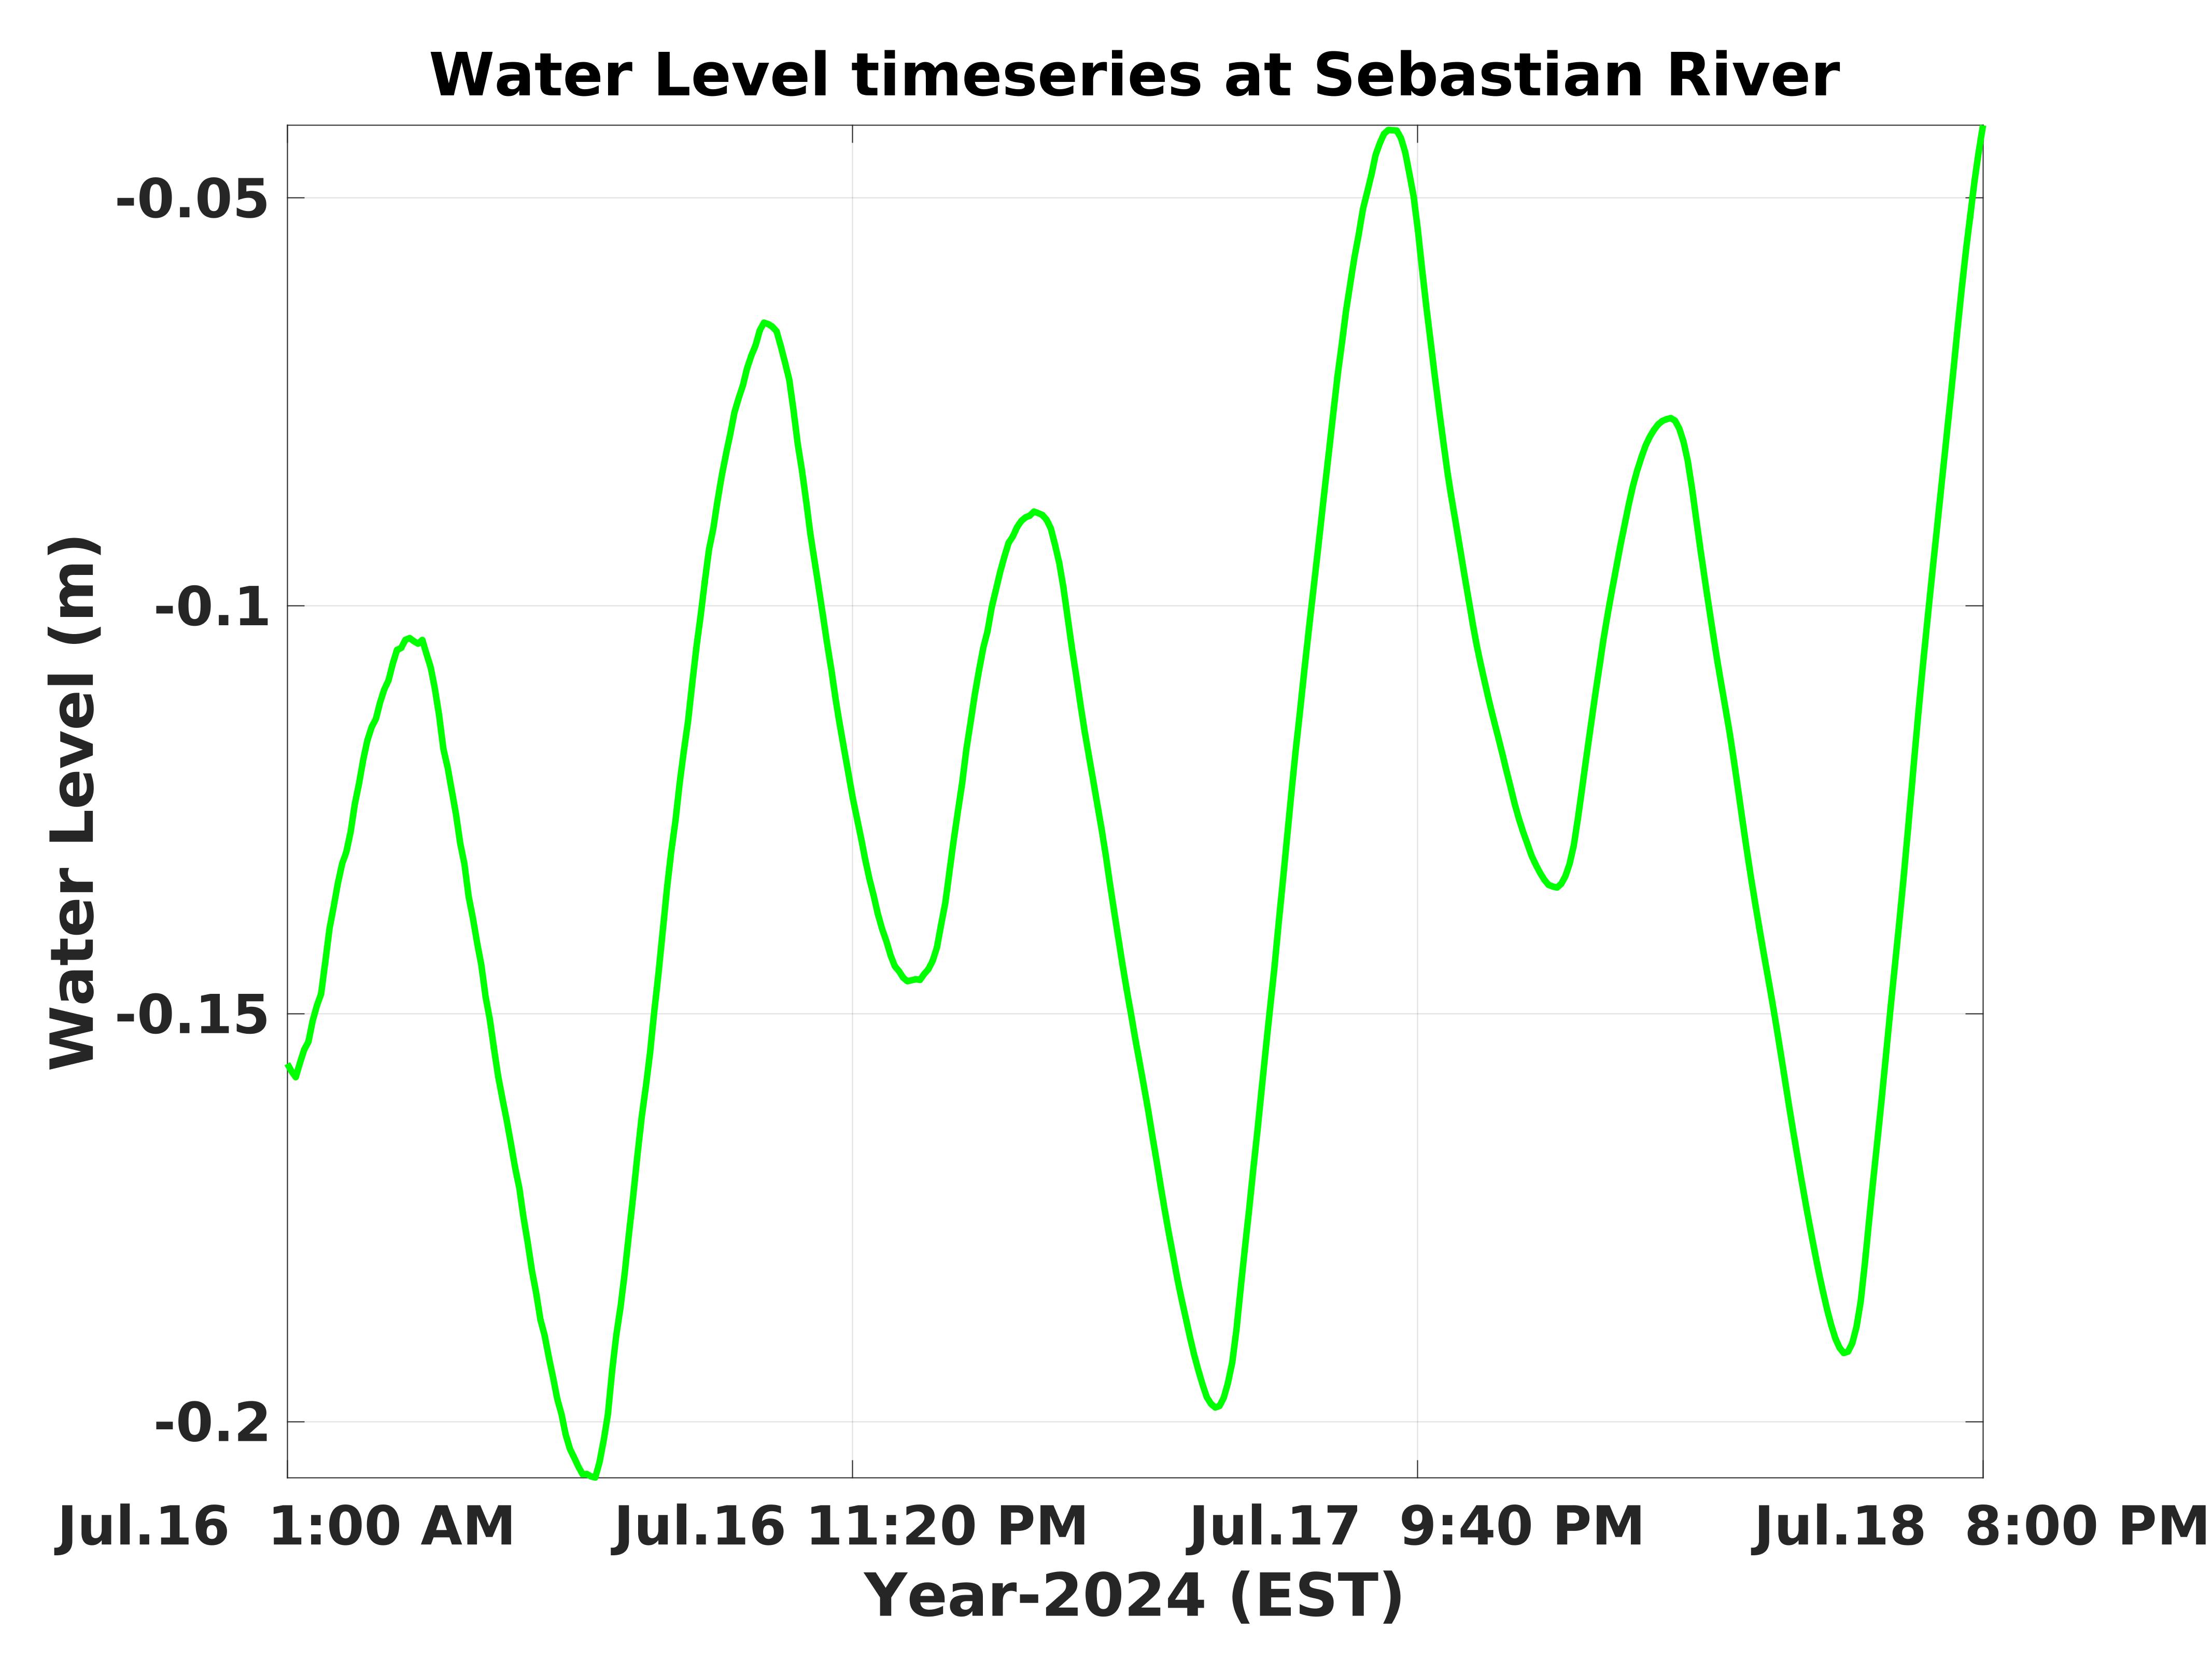 Water Level timeseries at Sebastian River
Water Level (m)
-0.05
-0.1
-0.15
-0.2
Jul.16 1:00 AM
Jul.16 11:20 PM
Jul.17 9:40 PM
Jul.18 8:00 PM
Year-2024 (EST)